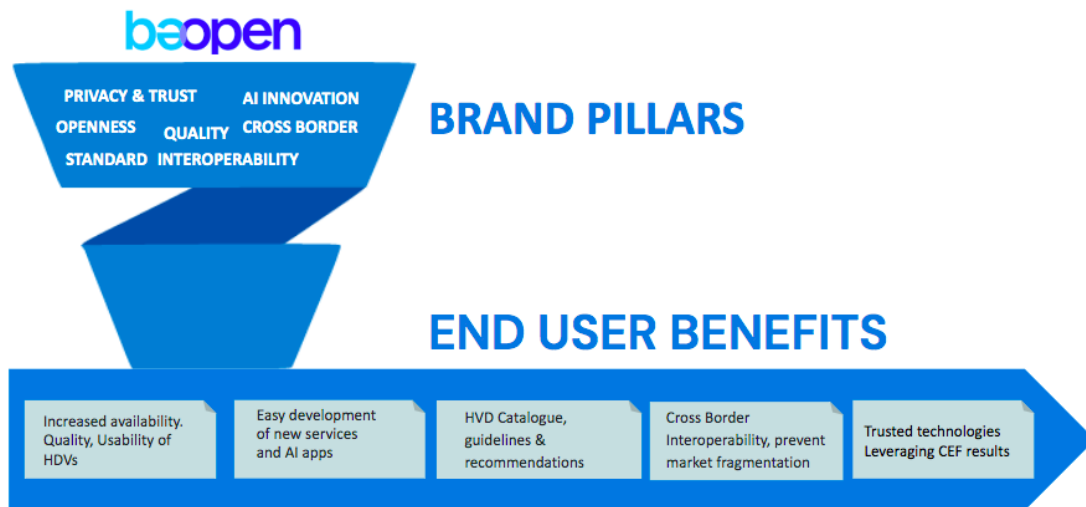 beopen
PRIVACY & TRUST
AI INNOVATION
OPENNESS
QUALITY
CROSS BORDER
STANDARD
INTEROPERABILITY
BRAND PILLARS
END USER BENEFITS
Increased availability.
Quality, Usability of
HDVs
Easy development
of new services
and AI apps
HVD Catalogue,
guidelines &
recommendations
Cross Border
Interoperability, prevent
market fragmentation
Trusted technologies
Leveraging CEF results